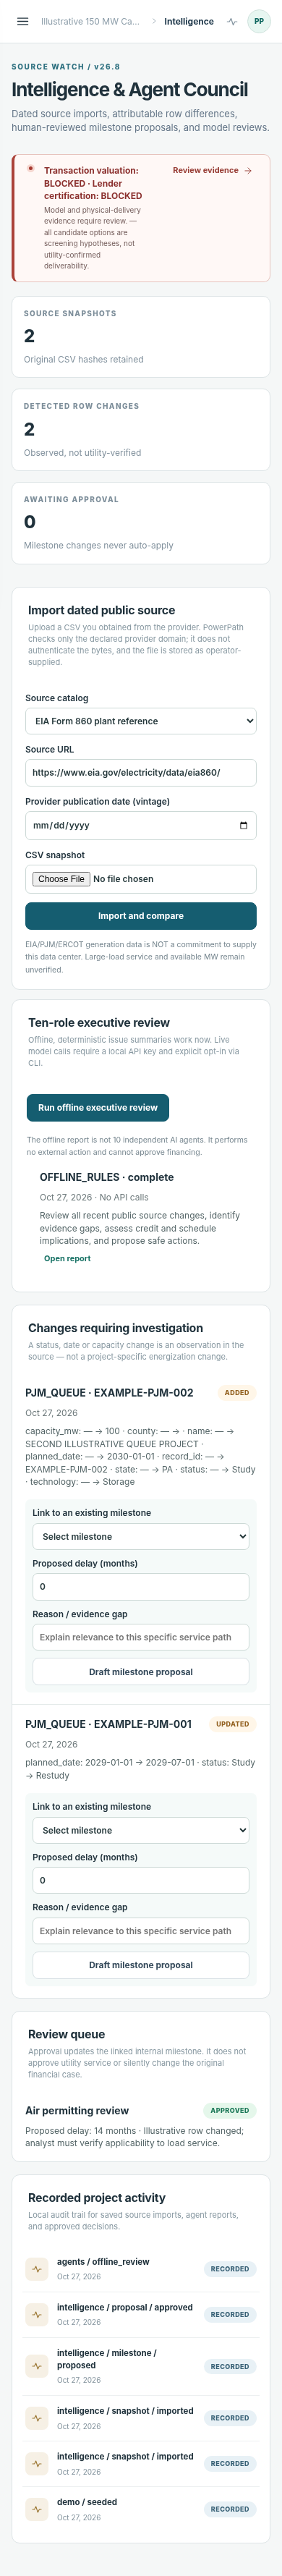 Illustrative 150 MW Ca... > Intelligence PP
SOURCE WATCH / v26.8
Intelligence & Agent Council
Dated source imports, attributable row differences,
human-reviewed milestone proposals, and model reviews.
Transaction valuation:
BLOCKED · Lender
certification: BLOCKED
Review evidence →
Model and physical-delivery
evidence require review. —
all candidate options are
screening hypotheses, not
utility-confirmed
deliverability.
SOURCE SNAPSHOTS
2
Original CSV hashes retained
DETECTED ROW CHANGES
2
Observed, not utility-verified
AWAITING APPROVAL
0
Milestone changes never auto-apply
Import dated public source
Upload a CSV you obtained from the provider. PowerPath
checks only the declared provider domain; it does not
authenticate the bytes, and the file is stored as operator-
supplied.
Source catalog
EIA Form 860 plant reference
Source URL
https://www.eia.gov/electricity/data/eia860/
Provider publication date (vintage)
mm/dd/yyyy
CSV snapshot
Choose File No file chosen
Import and compare
EIA/PJM/ERCOT generation data is NOT a commitment to supply
this data center. Large-load service and available MW remain
unverified.
Ten-role executive review
Offline, deterministic issue summaries work now. Live
model calls require a local API key and explicit opt-in via
CLI.
Run offline executive review
The offline report is not 10 independent AI agents. It performs
no external action and cannot approve financing.
OFFLINE_RULES · complete
Oct 27, 2026 · No API calls
Review all recent public source changes, identify
evidence gaps, assess credit and schedule
implications, and propose safe actions.
Open report
Changes requiring investigation
A status, date or capacity change is an observation in the
source — not a project-specific energization change.
PJM_QUEUE · EXAMPLE-PJM-002 ADDED
Oct 27, 2026
capacity_mw: — → 100 · county: — → · name: — →
SECOND ILLUSTRATIVE QUEUE PROJECT ·
planned_date: — → 2030-01-01 · record_id: — →
EXAMPLE-PJM-002 · state: — → PA · status: — → Study
· technology: — → Storage
Link to an existing milestone
Select milestone
Proposed delay (months)
0
Reason / evidence gap
Explain relevance to this specific service path
Draft milestone proposal
PJM_QUEUE · EXAMPLE-PJM-001 UPDATED
Oct 27, 2026
planned_date: 2029-01-01 → 2029-07-01 · status: Study
→ Restudy
Link to an existing milestone
Select milestone
Proposed delay (months)
0
Reason / evidence gap
Explain relevance to this specific service path
Draft milestone proposal
Review queue
Approval updates the linked internal milestone. It does not
approve utility service or silently change the original
financial case.
Air permitting review APPROVED
Proposed delay: 14 months · Illustrative row changed;
analyst must verify applicability to load service.
Recorded project activity
Local audit trail for saved source imports, agent reports,
and approved decisions.
agents / offline_review RECORDED
Oct 27, 2026
intelligence / proposal / approved RECORDED
Oct 27, 2026
intelligence / milestone /
proposed RECORDED
Oct 27, 2026
intelligence / snapshot / imported RECORDED
Oct 27, 2026
intelligence / snapshot / imported RECORDED
Oct 27, 2026
demo / seeded RECORDED
Oct 27, 2026